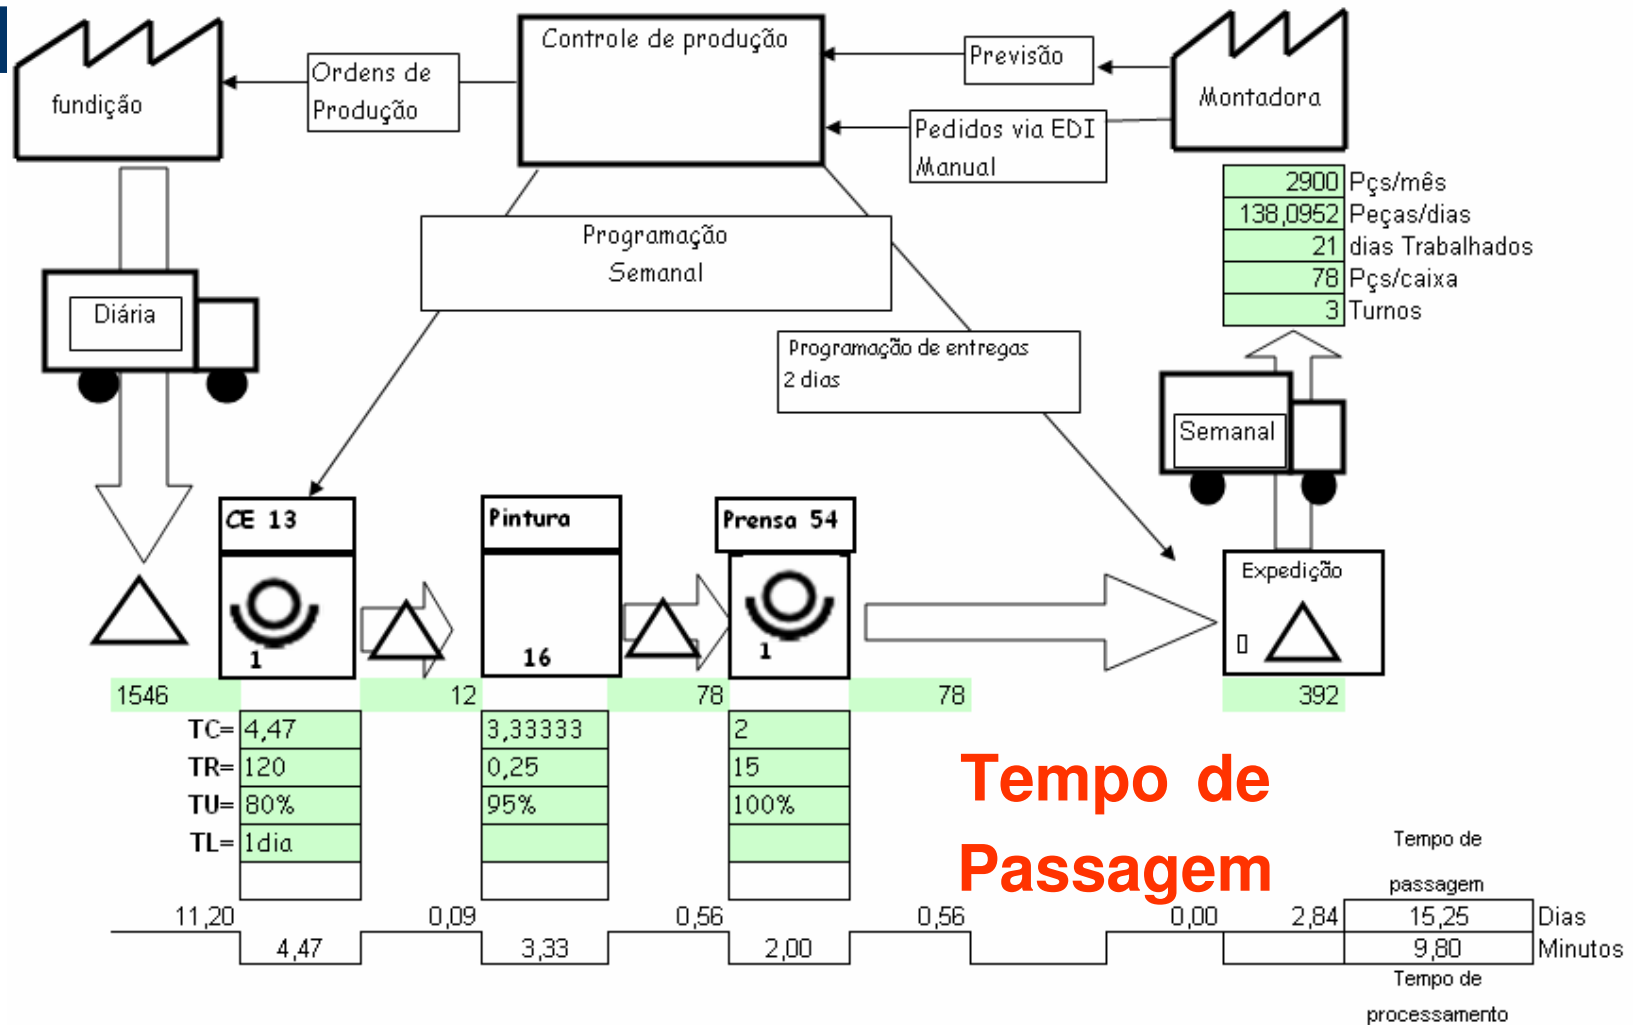 fundição
Ordens de
Produção
Controle de produção
Previsão
Pedidos via EDI
Manual
Montadora
2900 Pçs/mês
138,0952 Peças/dias
21 dias Trabalhados
78 Pçs/caixa
3 Turnos
Programação
Semanal
Diária
Programação de entregas
2 dias
Semanal
CE 13
Pintura
Prensa 54
Expedição
1
16
1
1546 12 78 78 392
TC= 4,47 3,33333 2
TR= 120 0,25 15
TU= 80% 95% 100%
TL= 1dia
Tempo de
Passagem
Tempo de
passagem
11,20 0,09 0,56 0,56 0,00 2,84 15,25 Dias
4,47 3,33 2,00 9,80 Minutos
Tempo de
processamento